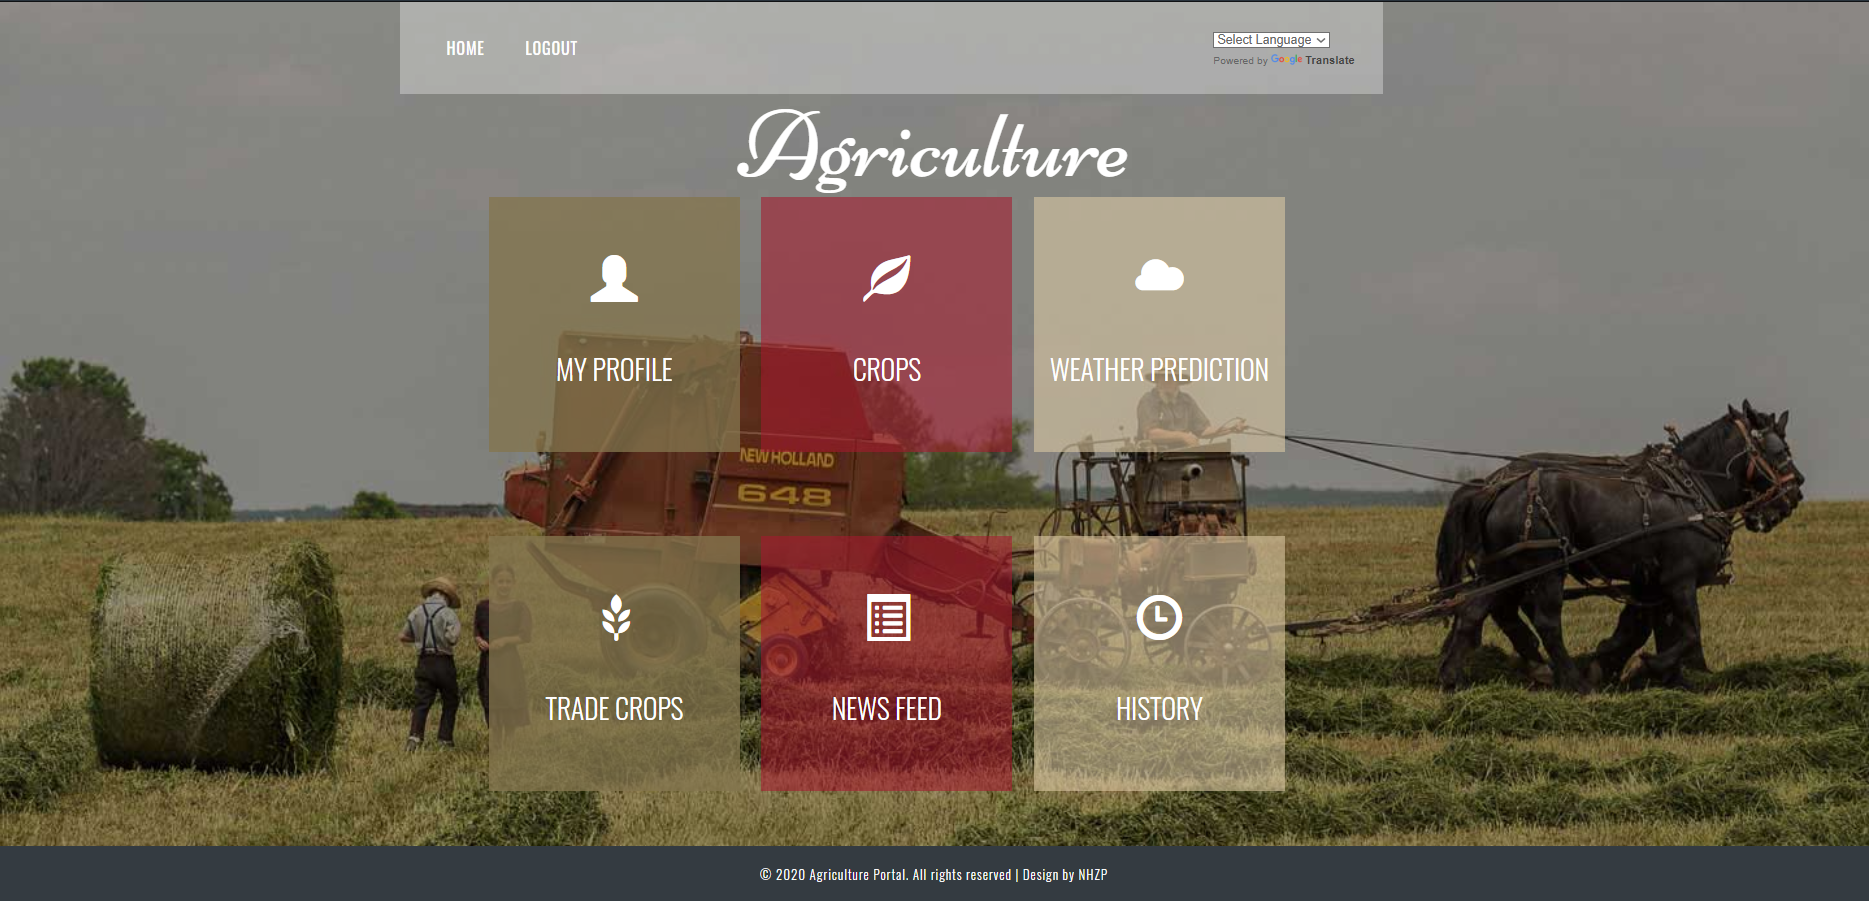 HOME LOGOUT
Select Language
Powered by Google Translate
Agriculture
MY PROFILE
CROPS
WEATHER PREDICTION
NEW HOLLAND
648
TRADE CROPS
NEWS FEED
HISTORY
© 2020 Agriculture Portal. All rights reserved | Design by NHZP